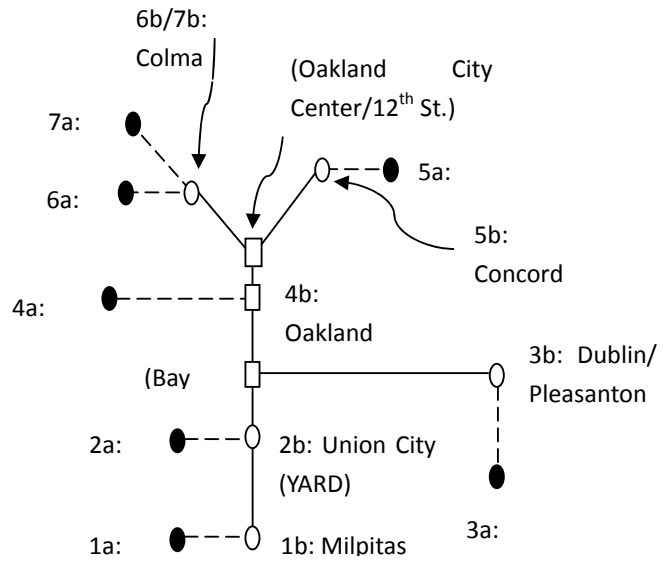 6b/7b:
Colma
(Oakland City
Center/12th St.)
7a:
6a:
5a:
5b:
Concord
4a:
4b:
Oakland
3b: Dublin/
Pleasanton
(Bay
2a:
2b: Union City
(YARD)
3a:
1a:
1b: Milpitas